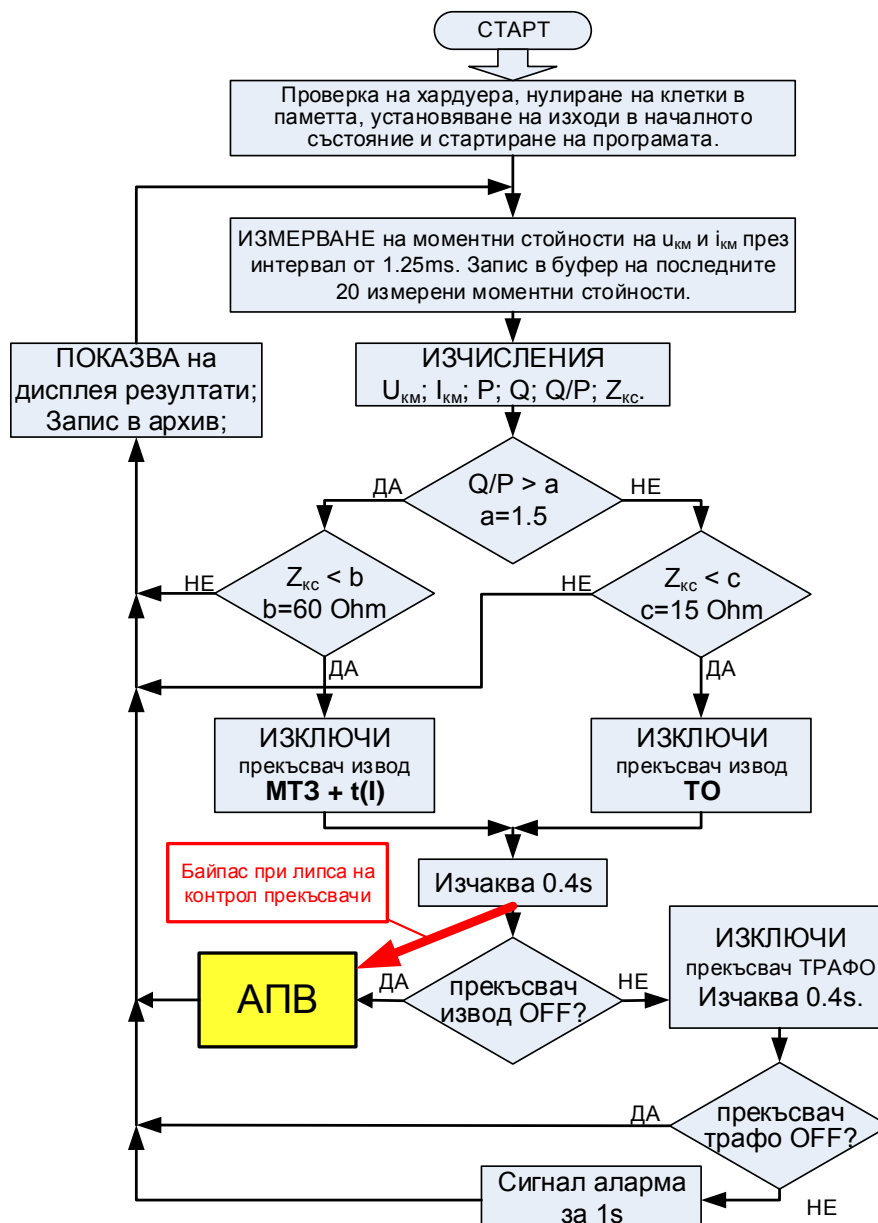 СТАРТ
Проверка на хардуера, нулиране на клетки в
паметта, установяване на изходи в началното
състояние и стартиране на програмата.
ИЗМЕРВАНЕ на моментни стойности на uкм и iкм през
интервал от 1.25ms. Запис в буфер на последните
20 измерени моментни стойности.
ПОКАЗВА на
дисплея резултати;
Запис в архив;
ИЗЧИСЛЕНИЯ
Uкм; Iкм; P; Q; Q/P; Zкс.
ДА
Q/P > a
a=1.5
НЕ
НЕ
Zкс < b
b=60 Ohm
ДА
НЕ
Zкс < c
c=15 Ohm
ДА
ИЗКЛЮЧИ
прекъсвач извод
МТЗ + t(I)
ИЗКЛЮЧИ
прекъсвач извод
ТО
Байпас при липса на
контрол прекъсвачи
Изчаква 0.4s
АПВ
ДА
прекъсвач
извод OFF?
НЕ
ИЗКЛЮЧИ
прекъсвач ТРАФО
Изчаква 0.4s.
ДА
прекъсвач
трафо OFF?
НЕ
Сигнал аларма
за 1s